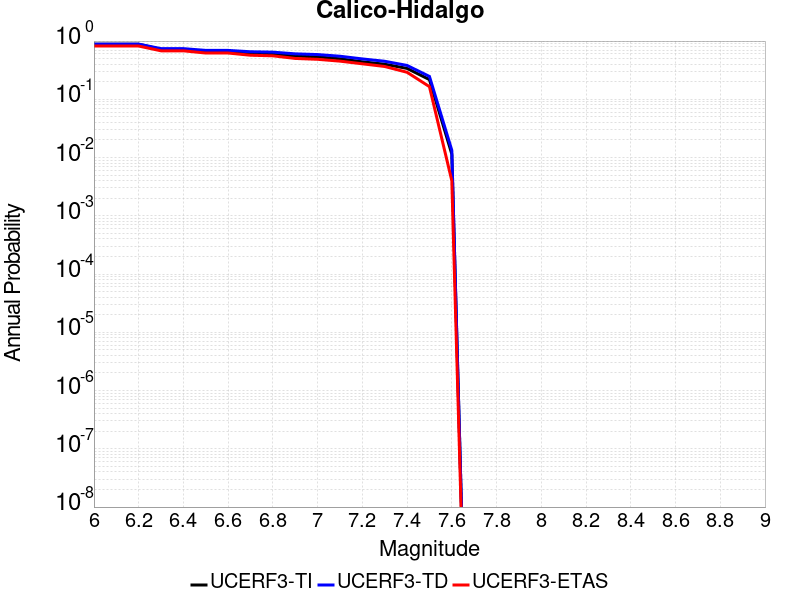 Calico-Hidalgo
10^0
10^-1
10^-2
10^-3
10^-4
10^-5
10^-6
10^-7
10^-8
Annual Probability
6 6.2 6.4 6.6 6.8 7 7.2 7.4 7.6 7.8 8 8.2 8.4 8.6 8.8 9
Magnitude
UCERF3-TI UCERF3-TD UCERF3-ETAS